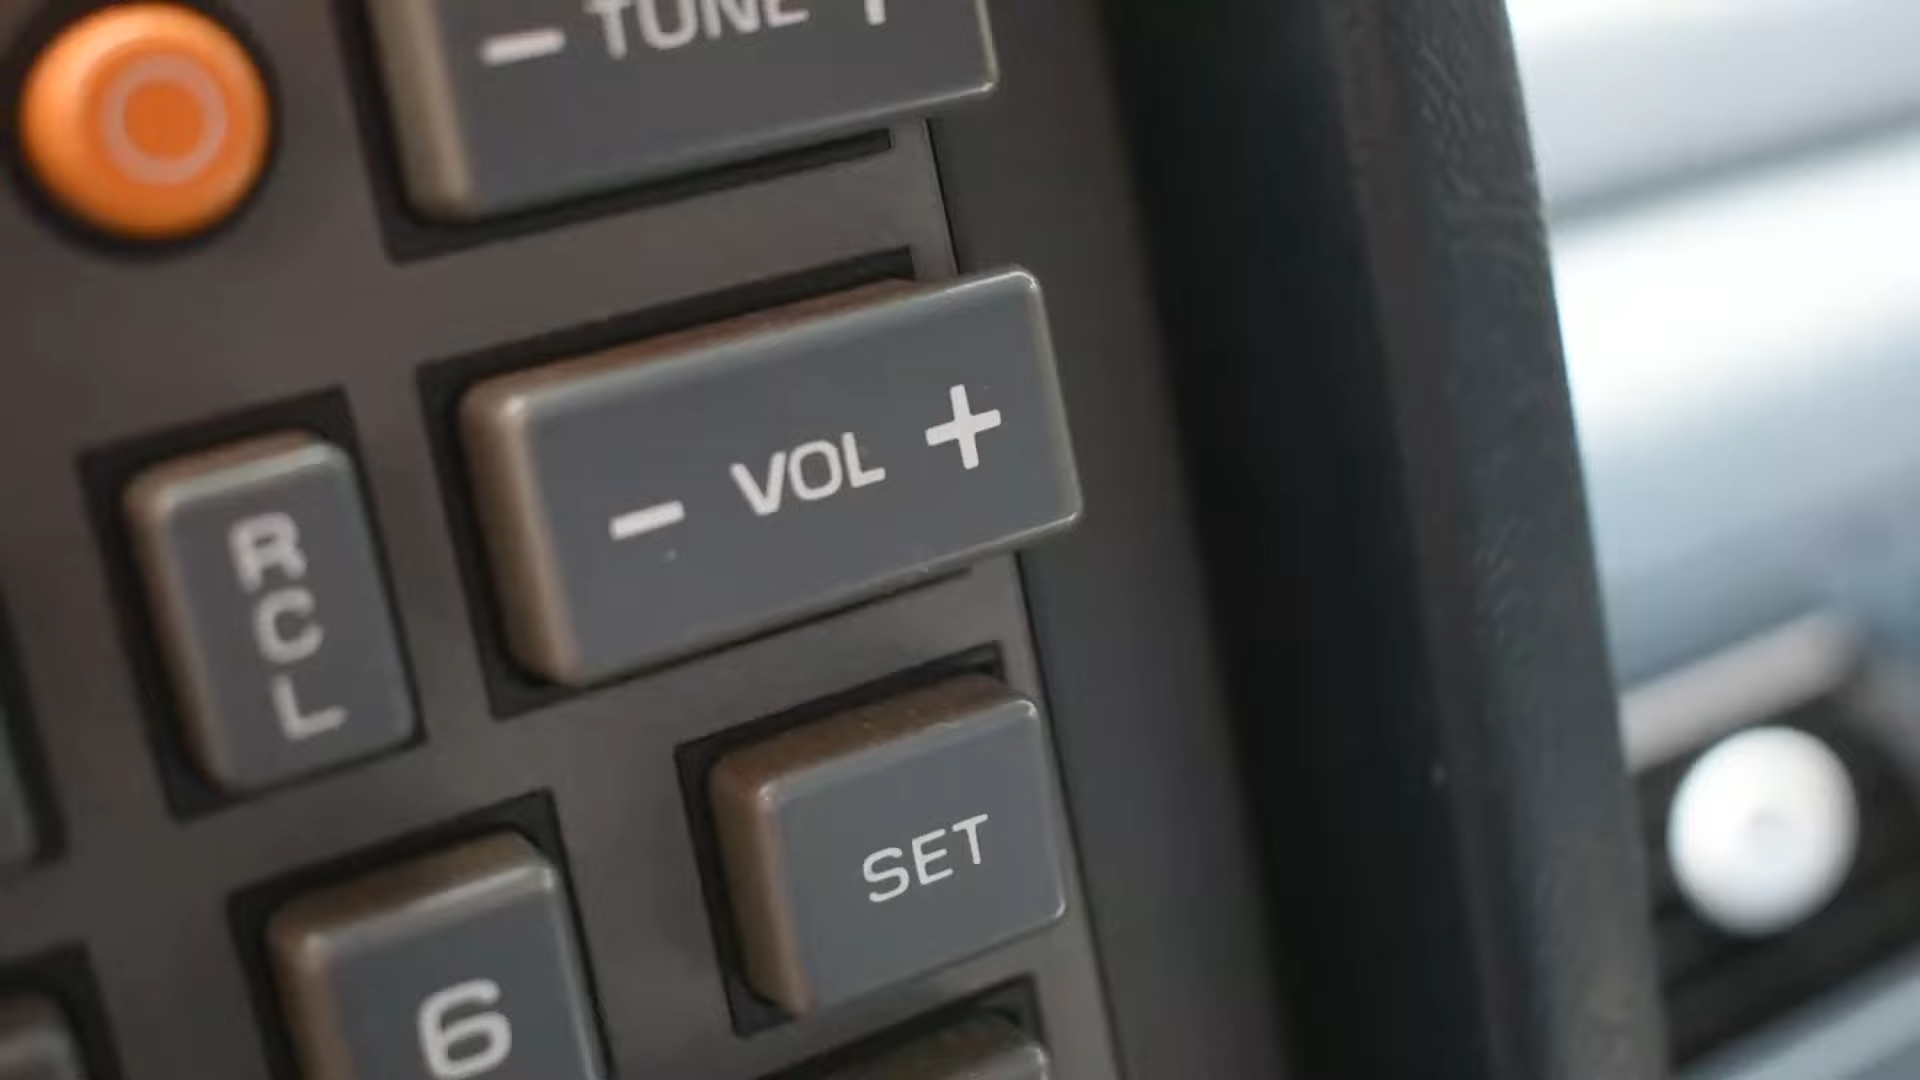 - TUNE +
- VOL +
RCL
SET
6